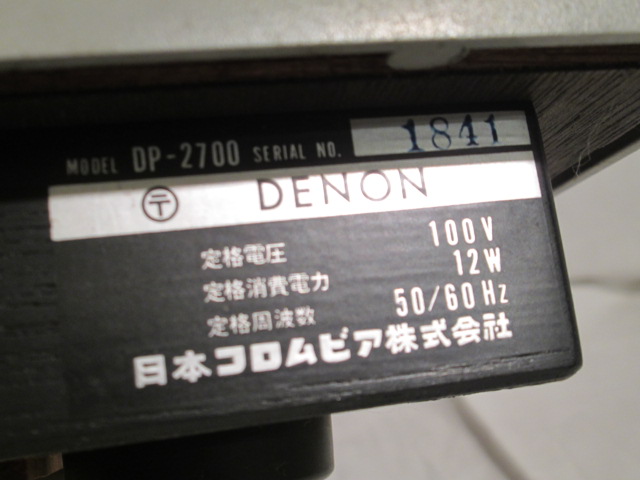 MODEL DP-2700 SERIAL NO. 1841
〶 DENON
定格電圧 100V
定格消費電力 12W
定格周波数 50/60Hz
日本コロムビア株式会社